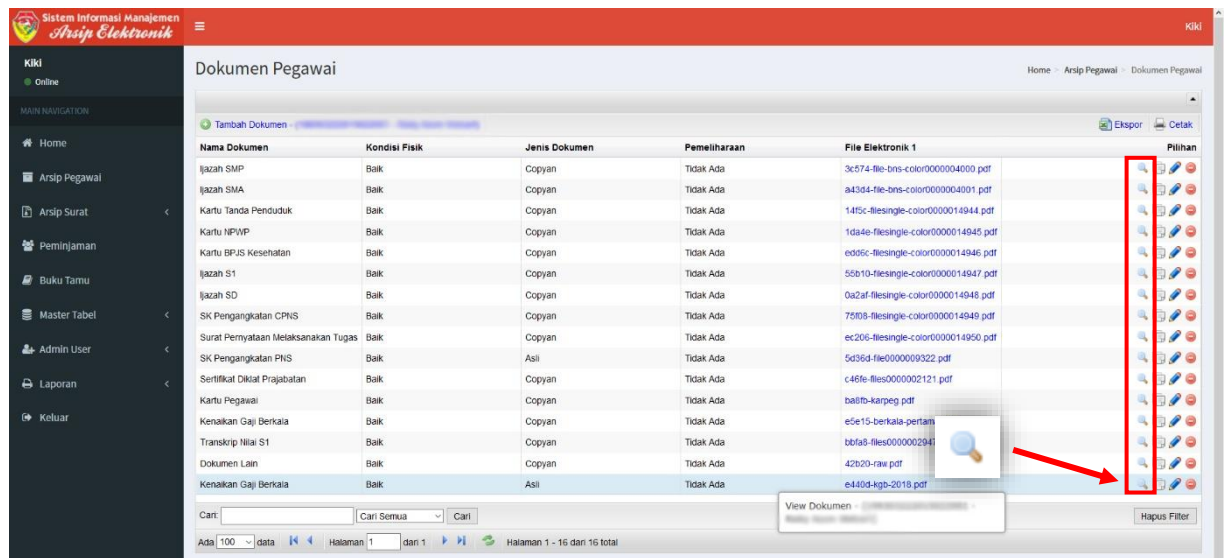 Sistem Informasi Manajemen
Arsip Elektronik
Kiki
Kiki
Online
MAIN NAVIGATION
Home
Arsip Pegawai
Arsip Surat
Peminjaman
Buku Tamu
Master Tabel
Admin User
Laporan
Keluar
Dokumen Pegawai
Home > Arsip Pegawai > Dokumen Pegawai
Tambah Dokumen -
Ekspor Cetak
Nama Dokumen Kondisi Fisik Jenis Dokumen Pemeliharaan File Elektronik 1 Pilihan
Ijazah SMP Baik Copyan Tidak Ada 3c574-file-bns-color0000004000.pdf
Ijazah SMA Baik Copyan Tidak Ada a43d4-file-bns-color0000004001.pdf
Kartu Tanda Penduduk Baik Copyan Tidak Ada 14f5c-filesingle-color0000014944.pdf
Kartu NPWP Baik Copyan Tidak Ada 1da4e-filesingle-color0000014945.pdf
Kartu BPJS Kesehatan Baik Copyan Tidak Ada edd6c-filesingle-color0000014946.pdf
Ijazah S1 Baik Copyan Tidak Ada 55b10-filesingle-color0000014947.pdf
Ijazah SD Baik Copyan Tidak Ada 0a2af-filesingle-color0000014948.pdf
SK Pengangkatan CPNS Baik Copyan Tidak Ada 75f08-filesingle-color0000014949.pdf
Surat Pernyataan Melaksanakan Tugas Baik Copyan Tidak Ada ec206-filesingle-color0000014950.pdf
SK Pengangkatan PNS Baik Asli Tidak Ada 5d36d-file0000009322.pdf
Sertifikat Diklat Prajabatan Baik Copyan Tidak Ada c46fe-files0000002121.pdf
Kartu Pegawai Baik Copyan Tidak Ada ba8fb-karpeg.pdf
Kenaikan Gaji Berkala Baik Copyan Tidak Ada e5e15-berkala-pertam
Transkrip Nilai S1 Baik Copyan Tidak Ada bbfa8-files0000002947
Dokumen Lain Baik Copyan Tidak Ada 42b20-raw.pdf
Kenaikan Gaji Berkala Baik Asli Tidak Ada e440d-kgb-2018.pdf
View Dokumen -
Cari: Cari Semua Cari Hapus Filter
Ada 100 data Halaman 1 dari 1 Halaman 1 - 16 dari 16 total